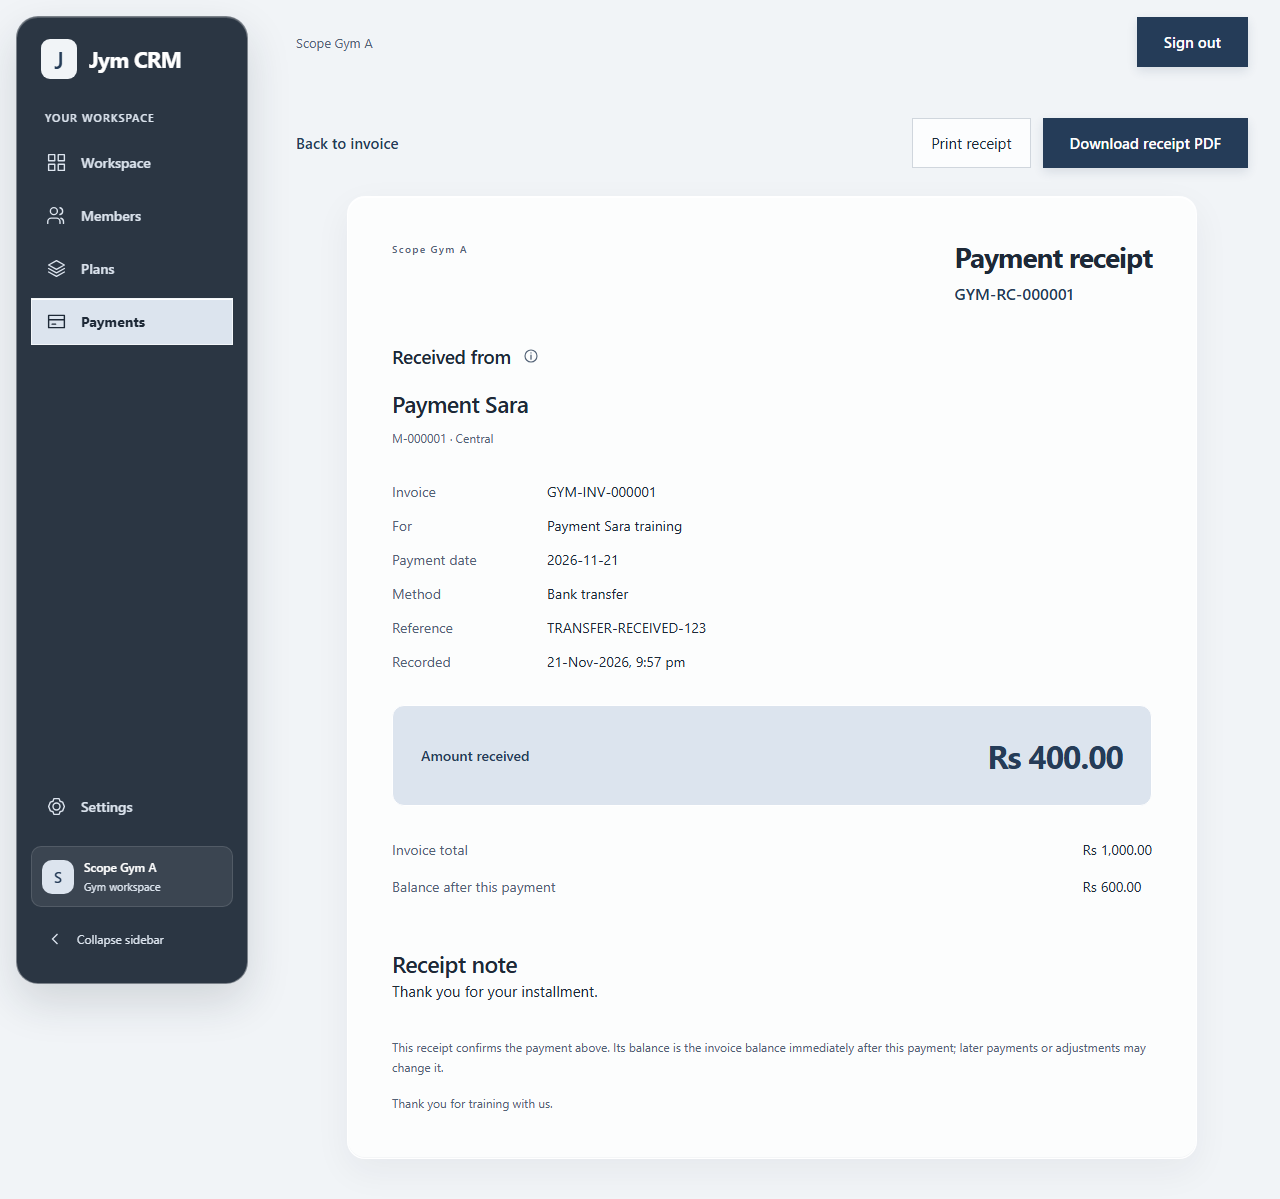 J Jym CRM
YOUR WORKSPACE
Workspace
Members
Plans
Payments
Settings
S
Scope Gym A
Gym workspace
Collapse sidebar
Scope Gym A
Sign out
Back to invoice
Print receipt
Download receipt PDF
Scope Gym A
Payment receipt
GYM-RC-000001
Received from
Payment Sara
M-000001 · Central
Invoice GYM-INV-000001
For Payment Sara training
Payment date 2026-11-21
Method Bank transfer
Reference TRANSFER-RECEIVED-123
Recorded 21-Nov-2026, 9:57 pm
Amount received Rs 400.00
Invoice total Rs 1,000.00
Balance after this payment Rs 600.00
Receipt note
Thank you for your installment.
This receipt confirms the payment above. Its balance is the invoice balance immediately after this payment; later payments or adjustments may
change it.
Thank you for training with us.